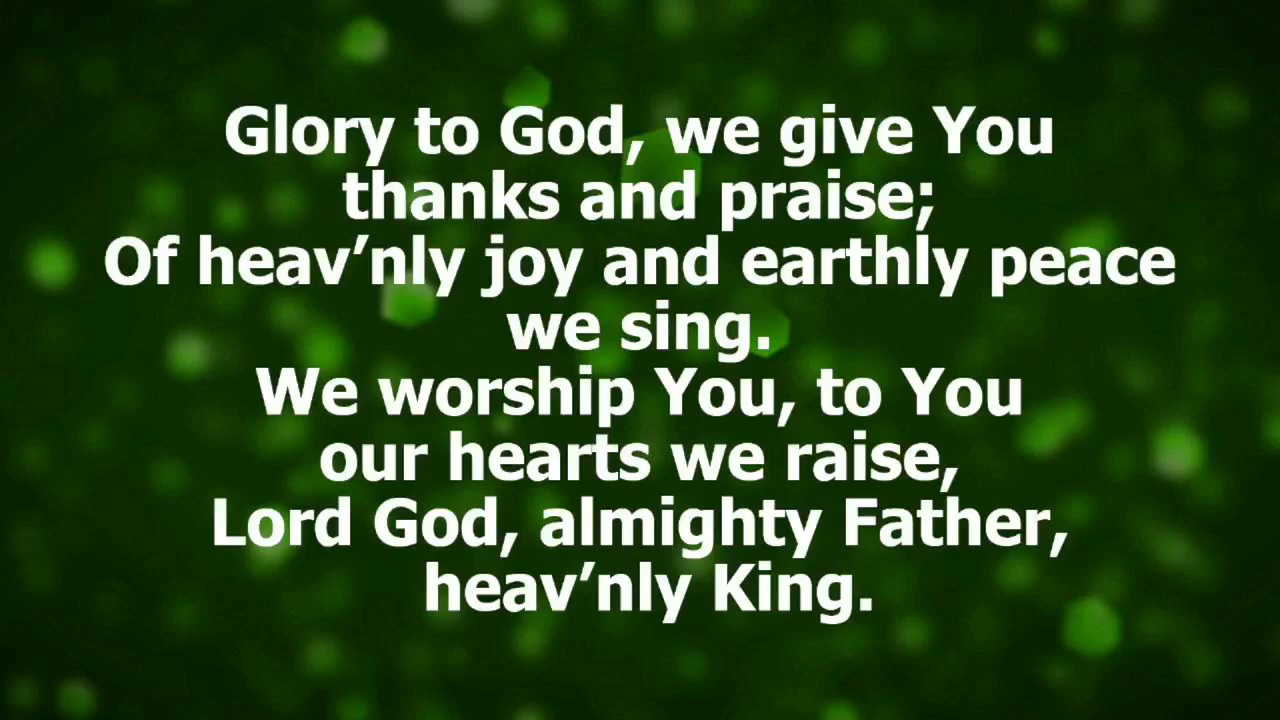 Glory to God, we give You
thanks and praise;
Of heav’nly joy and earthly peace
we sing.
We worship You, to You
our hearts we raise,
Lord God, almighty Father,
heav’nly King.